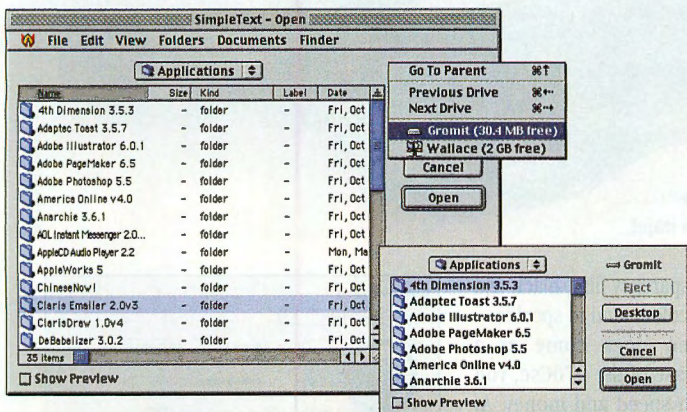 SimpleText - Open
File Edit View Folders Documents Finder
Applications
Name Size Kind Label Date
4th Dimension 3.5.3 - folder - Fri, Oct
Adaptec Toast 3.5.7 - folder - Fri, Oct
Adobe Illustrator 6.0.1 - folder - Fri, Oct
Adobe PageMaker 6.5 - folder - Fri, Oct
Adobe Photoshop 5.5 - folder - Fri, Oct
America Online v4.0 - folder - Fri, Oct
Anarchie 3.6.1 - folder - Fri, Oct
AOL Instant Messenger 2.0... - folder - Fri, Oct
AppleCD Audio Player 2.2 - folder - Mon, Ma
AppleWorks 5 - folder - Fri, Oct
ChineseNow! - folder - Fri, Oct
Claris Emailer 2.0v3 - folder - Fri, Oct
ClarisDraw 1.0v4 - folder - Fri, Oct
DeBabelizer 3.0.2 - folder - Fri, Oct
35 items
Show Preview
Go To Parent ⌘↑
Previous Drive ⌘←
Next Drive ⌘→
Gromit (30.4 MB free)
Wallace (2 GB free)
Cancel
Open
Applications
Gromit
4th Dimension 3.5.3
Adaptec Toast 3.5.7
Adobe Illustrator 6.0.1
Adobe PageMaker 6.5
Adobe Photoshop 5.5
America Online v4.0
Anarchie 3.6.1
Eject
Desktop
Cancel
Open
Show Preview